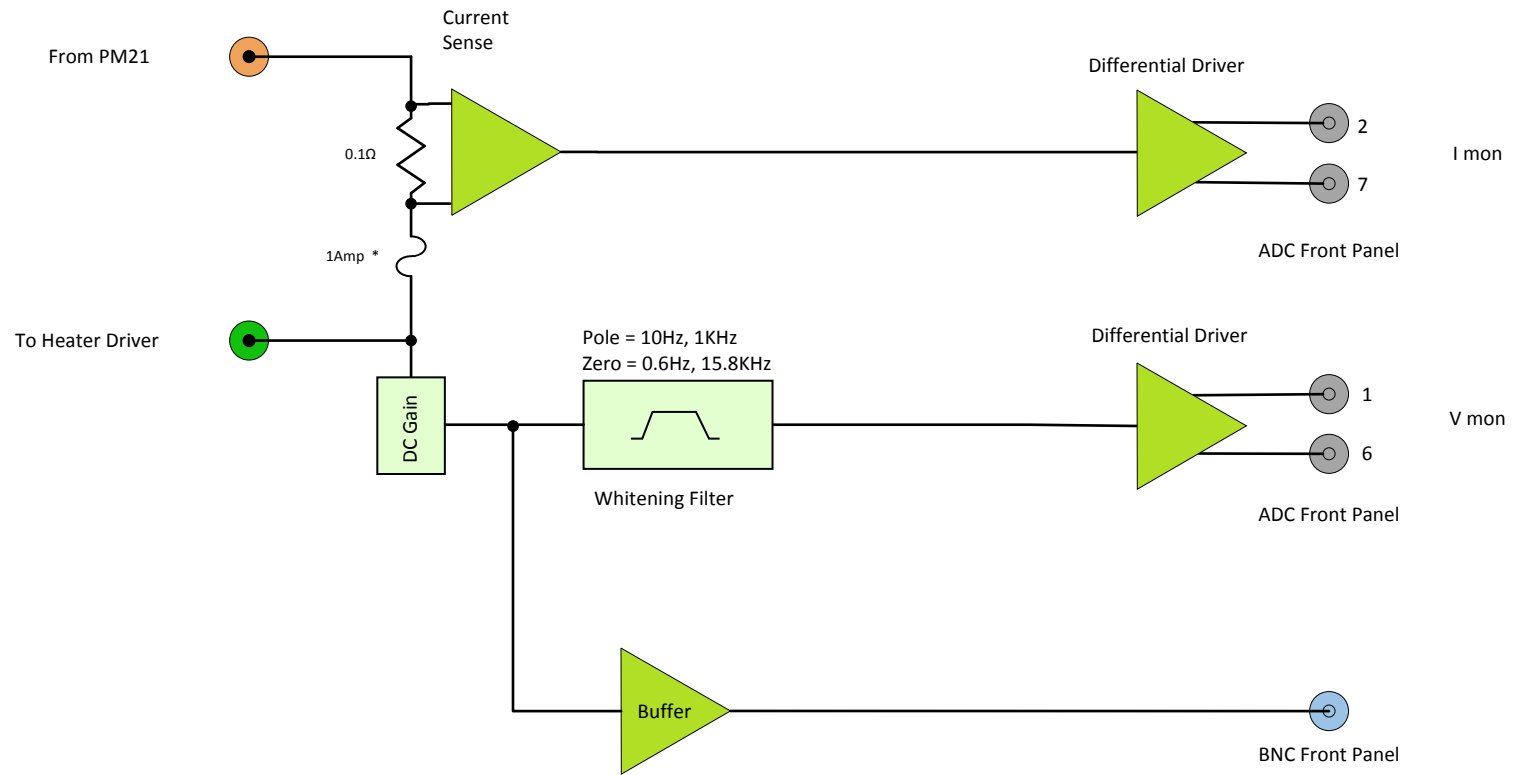 Current
Sense
From PM21
Differential Driver
2
0.1Ω
I mon
7
1Amp *
ADC Front Panel
To Heater Driver
Pole = 10Hz, 1KHz
Zero = 0.6Hz, 15.8KHz
Differential Driver
1
DC Gain
V mon
6
Whitening Filter
ADC Front Panel
Buffer
BNC Front Panel